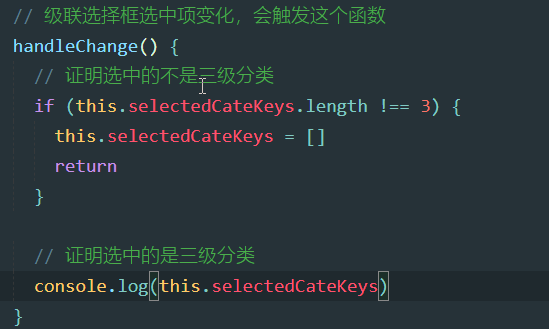 // 级联选择框选中项变化，会触发这个函数
handleChange() {
// 证明选中的不是三级分类
if (this.selectedCateKeys.length !== 3) {
this.selectedCateKeys = []
return
}
// 证明选中的是三级分类
console.log(this.selectedCateKeys)
}